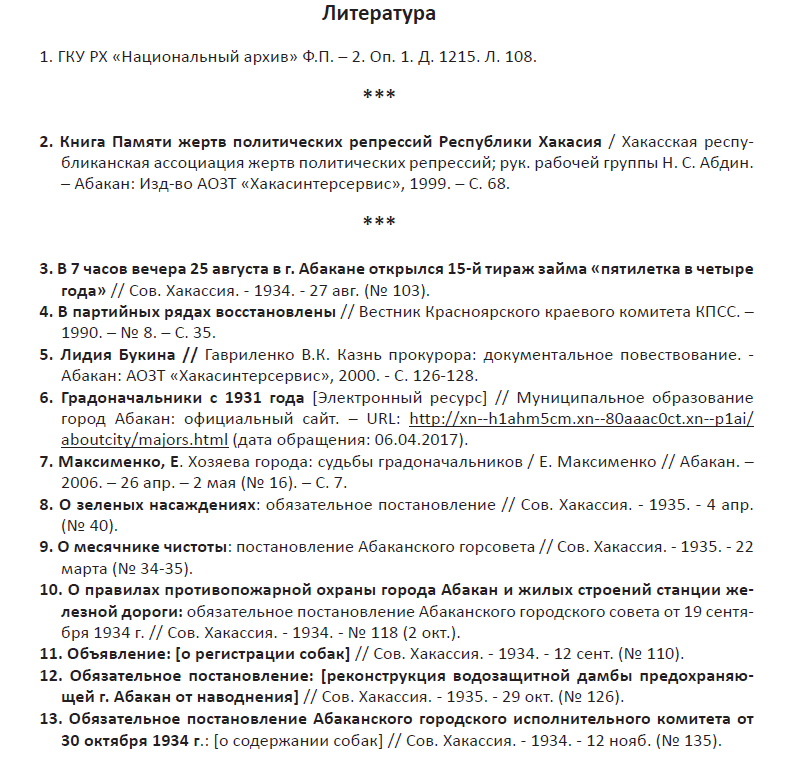 Литература
1. ГКУ РХ «Национальный архив» Ф.П. – 2. Оп. 1. Д. 1215. Л. 108.
***
2. Книга Памяти жертв политических репрессий Республики Хакасия / Хакасская респу-
бликанская ассоциация жертв политических репрессий; рук. рабочей группы Н. С. Абдин.
– Абакан: Изд-во АОЗТ «Хакасинтерсервис», 1999. – С. 68.
***
3. В 7 часов вечера 25 августа в г. Абакане открылся 15-й тираж займа «пятилетка в четыре
года» // Сов. Хакассия. - 1934. - 27 авг. (№ 103).
4. В партийных рядах восстановлены // Вестник Красноярского краевого комитета КПСС. –
1990. – № 8. – С. 35.
5. Лидия Букина // Гавриленко В.К. Казнь прокурора: документальное повествование. -
Абакан: АОЗТ «Хакасинтерсервис», 2000. - С. 126-128.
6. Градоначальники с 1931 года [Электронный ресурс] // Муниципальное образование
город Абакан: официальный сайт. – URL: http://xn--h1ahm5cm.xn--80aaac0ct.xn--p1ai/
aboutcity/majors.html (дата обращения: 06.04.2017).
7. Максименко, Е. Хозяева города: судьбы градоначальников / Е. Максименко // Абакан. –
2006. – 26 апр. – 2 мая (№ 16). – С. 7.
8. О зеленых насаждениях: обязательное постановление // Сов. Хакассия. - 1935. - 4 апр.
(№ 40).
9. О месячнике чистоты: постановление Абаканского горсовета // Сов. Хакассия. - 1935. - 22
марта (№ 34-35).
10. О правилах противопожарной охраны города Абакан и жилых строений станции же-
лезной дороги: обязательное постановление Абаканского городского совета от 19 сентя-
бря 1934 г. // Сов. Хакассия. - 1934. - № 118 (2 окт.).
11. Объявление: [о регистрации собак] // Сов. Хакассия. - 1934. - 12 сент. (№ 110).
12. Обязательное постановление: [реконструкция водозащитной дамбы предохраняю-
щей г. Абакан от наводнения] // Сов. Хакассия. - 1935. - 29 окт. (№ 126).
13. Обязательное постановление Абаканского городского исполнительного комитета от
30 октября 1934 г.: [о содержании собак] // Сов. Хакассия. - 1934. - 12 нояб. (№ 135).